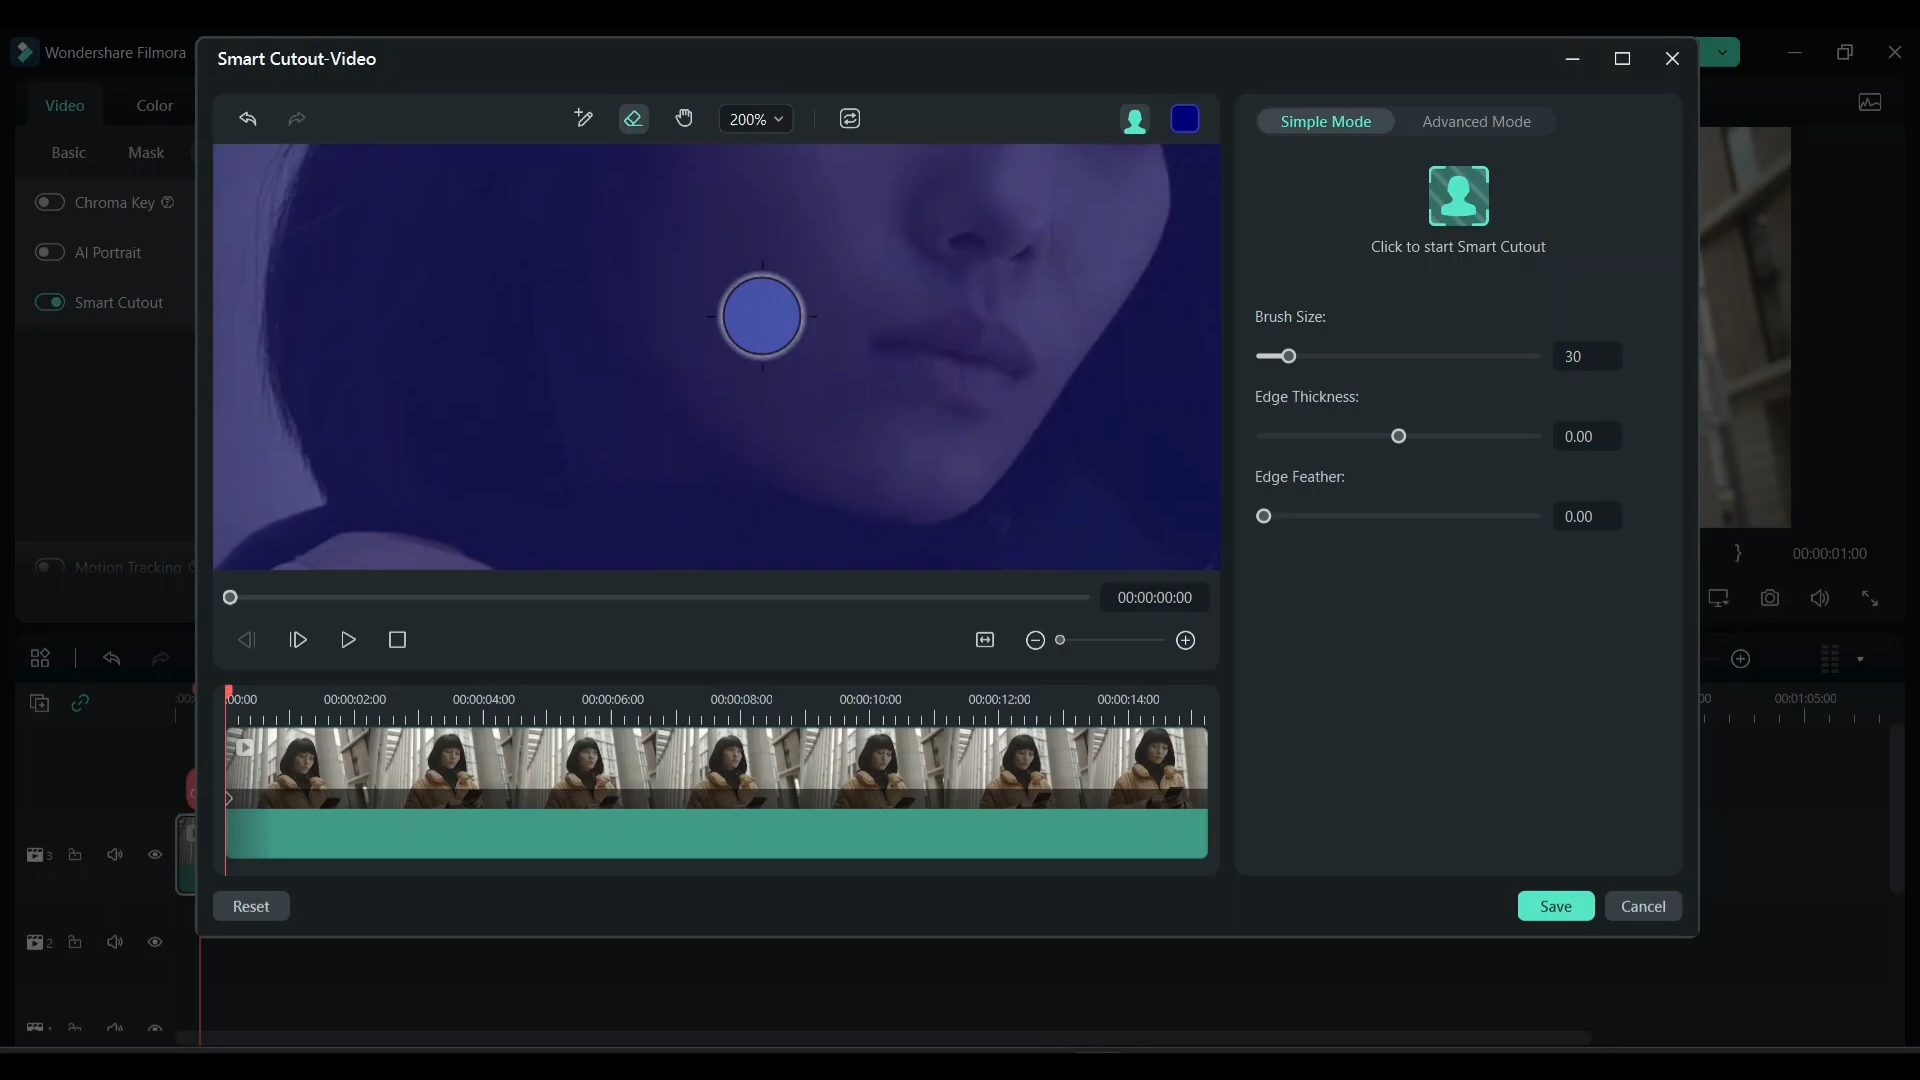 Wondershare Filmora
Smart Cutout-Video
Video
Color
Basic
Mask
Chroma Key
AI Portrait
Smart Cutout
Motion Tracking
200%
Simple Mode
Advanced Mode
Click to start Smart Cutout
Brush Size:
30
Edge Thickness:
0.00
Edge Feather:
0.00
00:00:00:00
00:00:01:00
:00:00 00:00:02:00 00:00:04:00 00:00:06:00 00:00:08:00 00:00:10:00 00:00:12:00 00:00:14:00
00:01:05:00
3
2
1
Reset
Save
Cancel